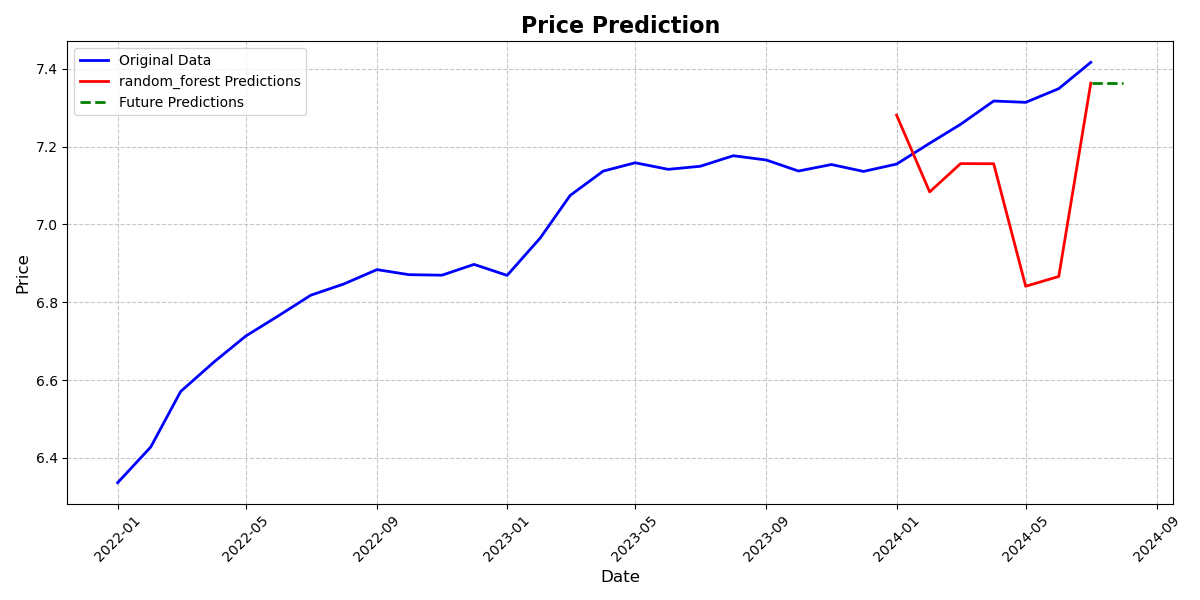 Price Prediction
Original Data
random_forest Predictions
Future Predictions
Price
7.4
7.2
7.0
6.8
6.6
6.4
2022-01
2022-05
2022-09
2023-01
2023-05
2023-09
2024-01
2024-05
2024-09
Date